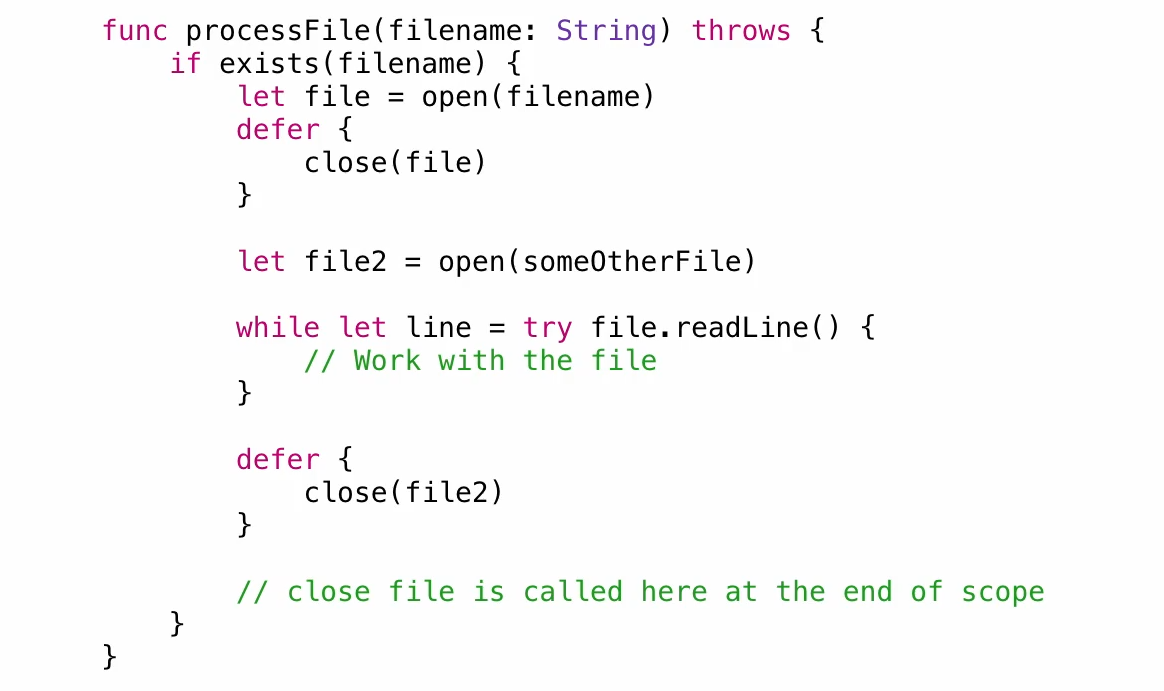 func processFile(filename: String) throws {
    if exists(filename) {
        let file = open(filename)
        defer {
            close(file)
        }

        let file2 = open(someOtherFile)

        while let line = try file.readLine() {
            // Work with the file
        }

        defer {
            close(file2)
        }

        // close file is called here at the end of scope
    }
}